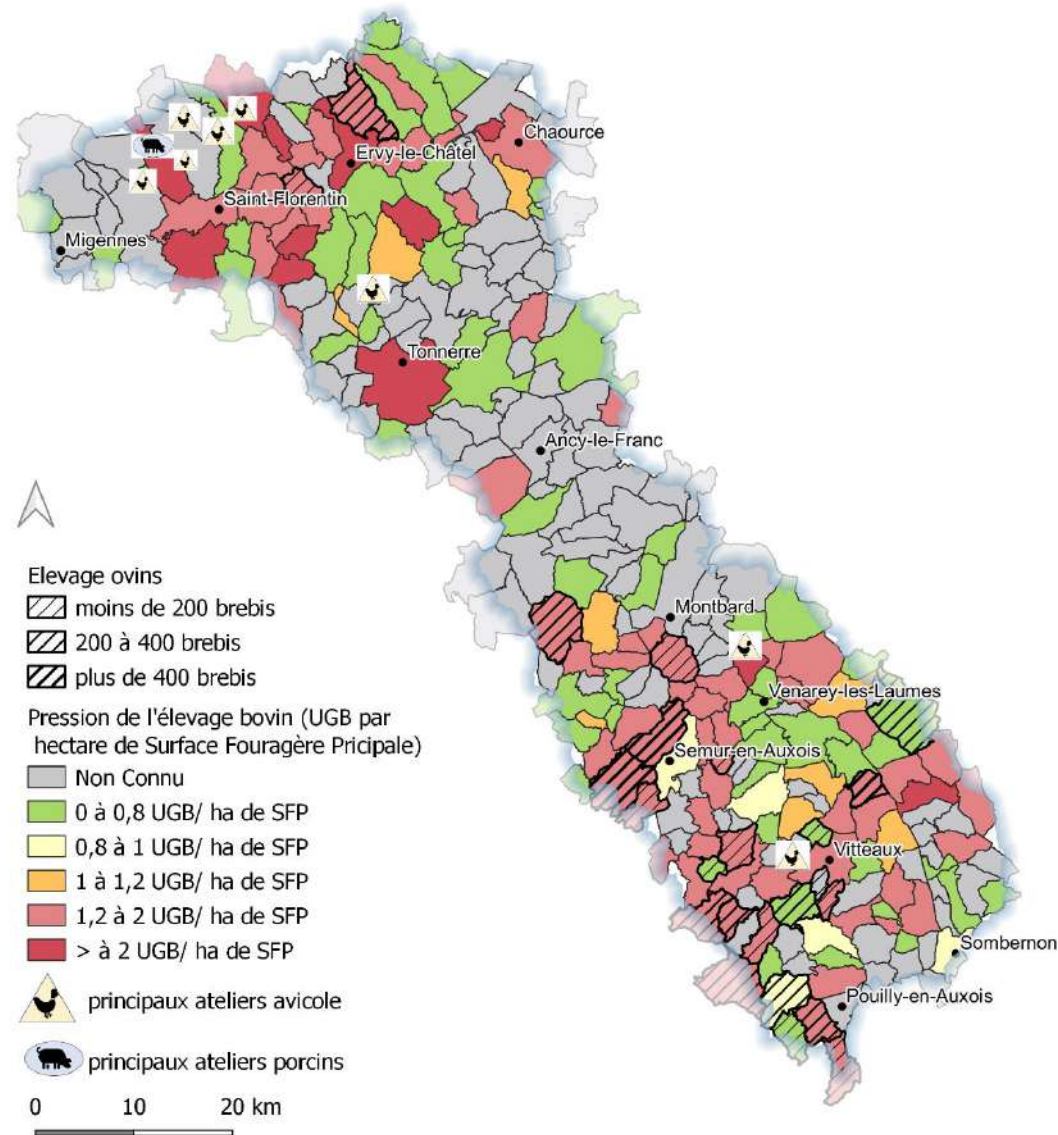 Chaource
Ervy-le-Châtel
Saint-Florentin
Migennes
Tonnerre
Ancy-le-Franc
Montbard
Venarey-les-Laumes
Semur-en-Auxois
Vitteaux
Sombernon
Pouilly-en-Auxois
Elevage ovins
moins de 200 brebis
200 à 400 brebis
plus de 400 brebis
Pression de l'élevage bovin (UGB par
hectare de Surface Fouragère Pricipale)
Non Connu
0 à 0,8 UGB/ ha de SFP
0,8 à 1 UGB/ ha de SFP
1 à 1,2 UGB/ ha de SFP
1,2 à 2 UGB/ ha de SFP
> à 2 UGB/ ha de SFP
principaux ateliers avicole
principaux ateliers porcins
0 10 20 km